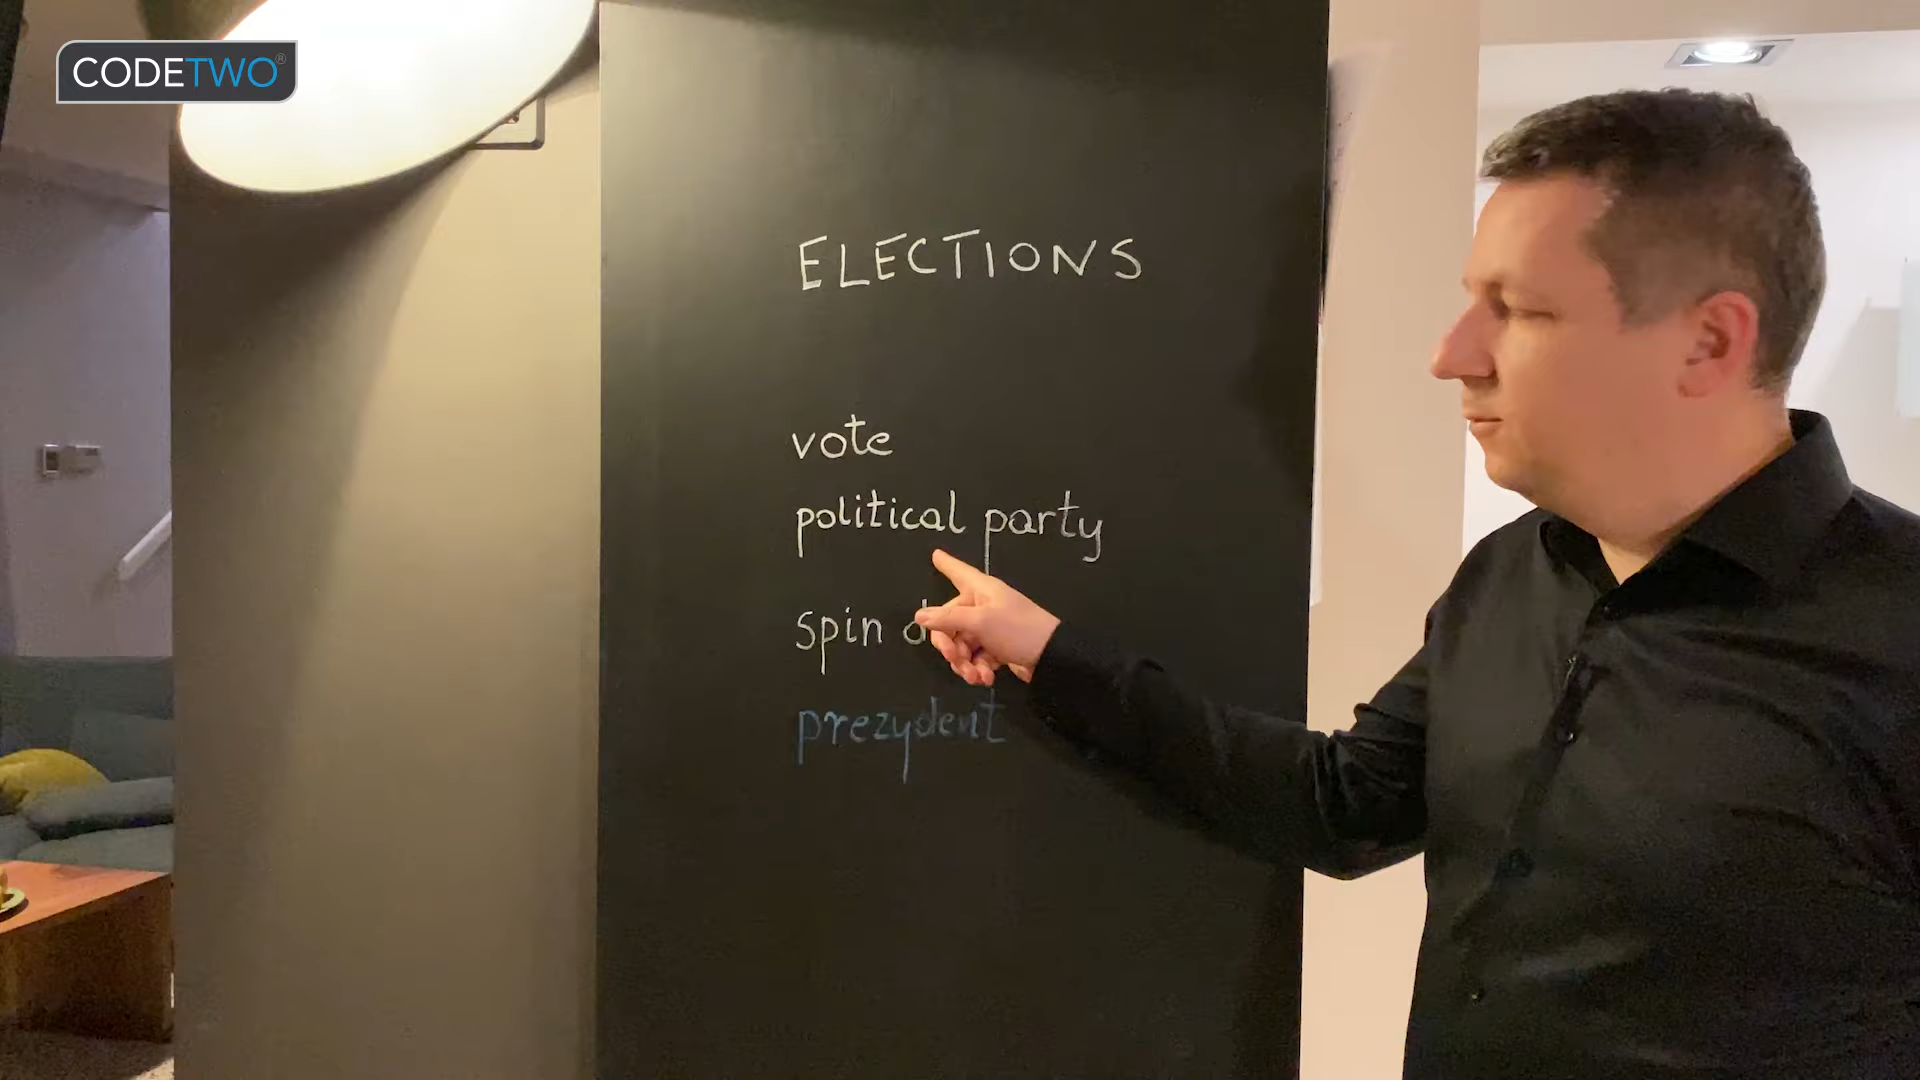 CODETWO®
ELECTIONS
vote
political party
spin d
prezydent